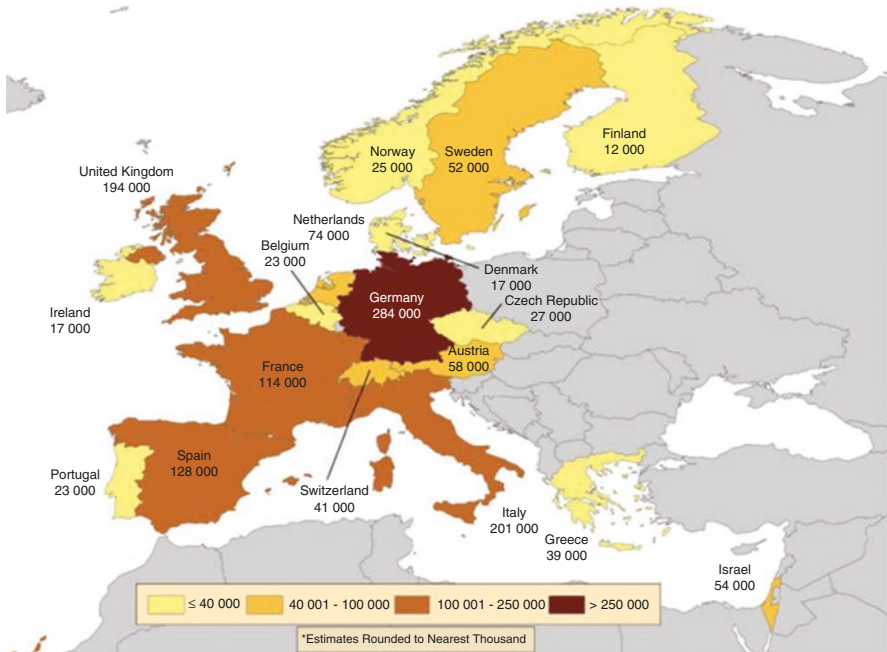 Finland
12 000
Norway
25 000
Sweden
52 000
United Kingdom
194 000
Netherlands
74 000
Belgium
23 000
Denmark
17 000
Czech Republic
27 000
Germany
284 000
Ireland
17 000
Austria
58 000
France
114 000
Spain
128 000
Portugal
23 000
Switzerland
41 000
Italy
201 000
Greece
39 000
Israel
54 000
≤ 40 000 40 001 - 100 000 100 001 - 250 000 > 250 000
*Estimates Rounded to Nearest Thousand